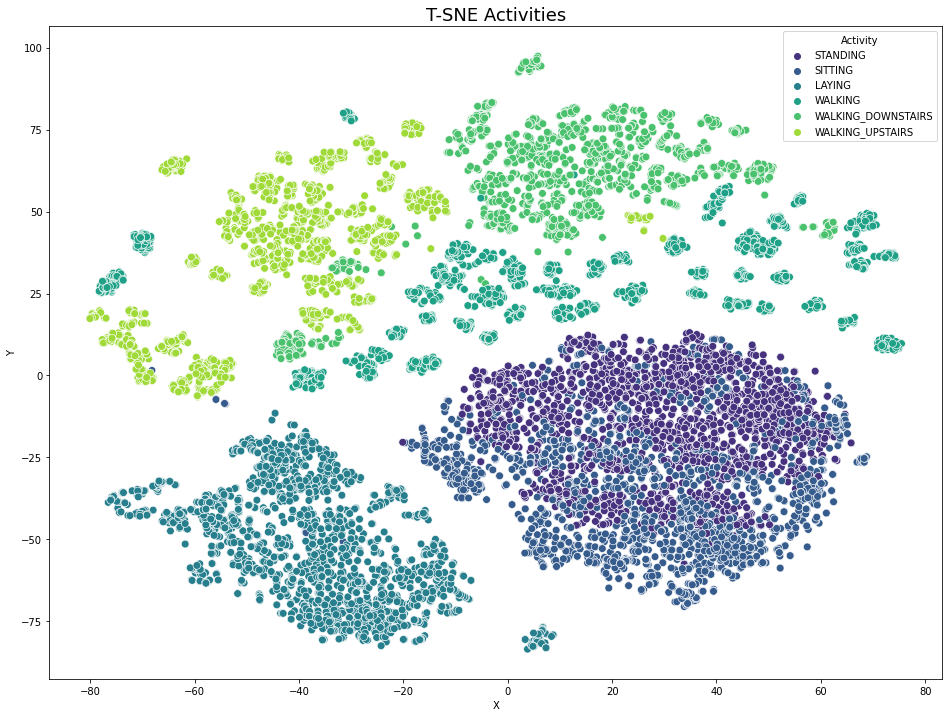 T-SNE Activities
Activity
STANDING
SITTING
LAYING
WALKING
WALKING_DOWNSTAIRS
WALKING_UPSTAIRS
100
75
50
25
0
−25
−50
−75
Y
−80 −60 −40 −20 0 20 40 60 80
X